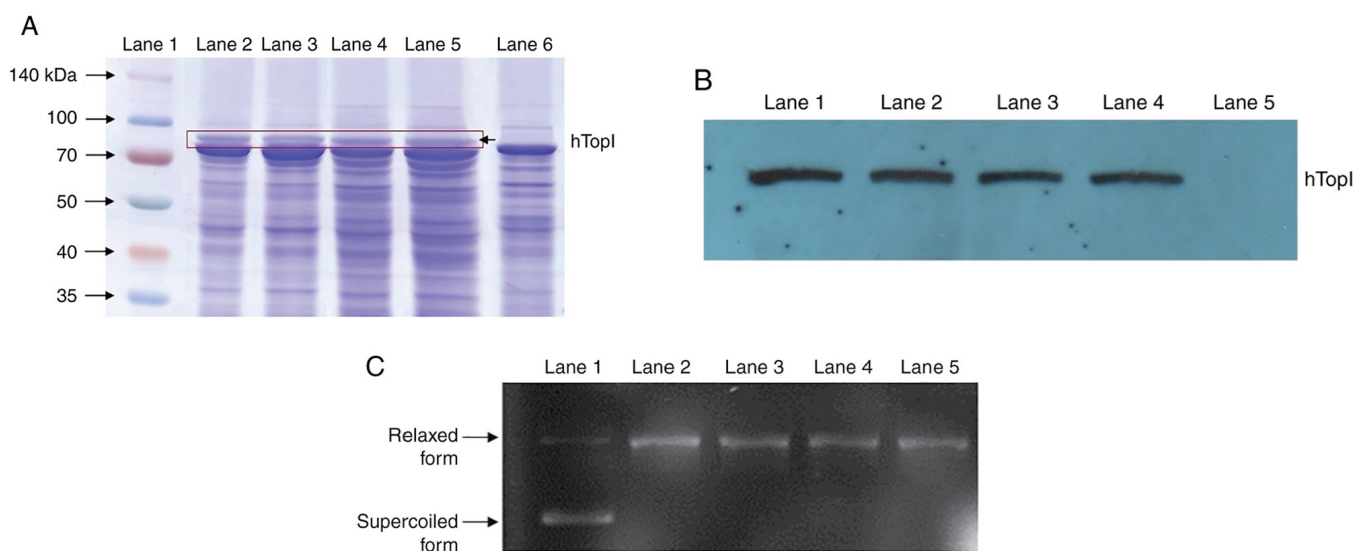 A
Lane 1 Lane 2 Lane 3 Lane 4 Lane 5 Lane 6
140 kDa
100
70
50
40
35
hTopI
B
Lane 1 Lane 2 Lane 3 Lane 4 Lane 5
hTopI
C
Lane 1 Lane 2 Lane 3 Lane 4 Lane 5
Relaxed
form
Supercoiled
form